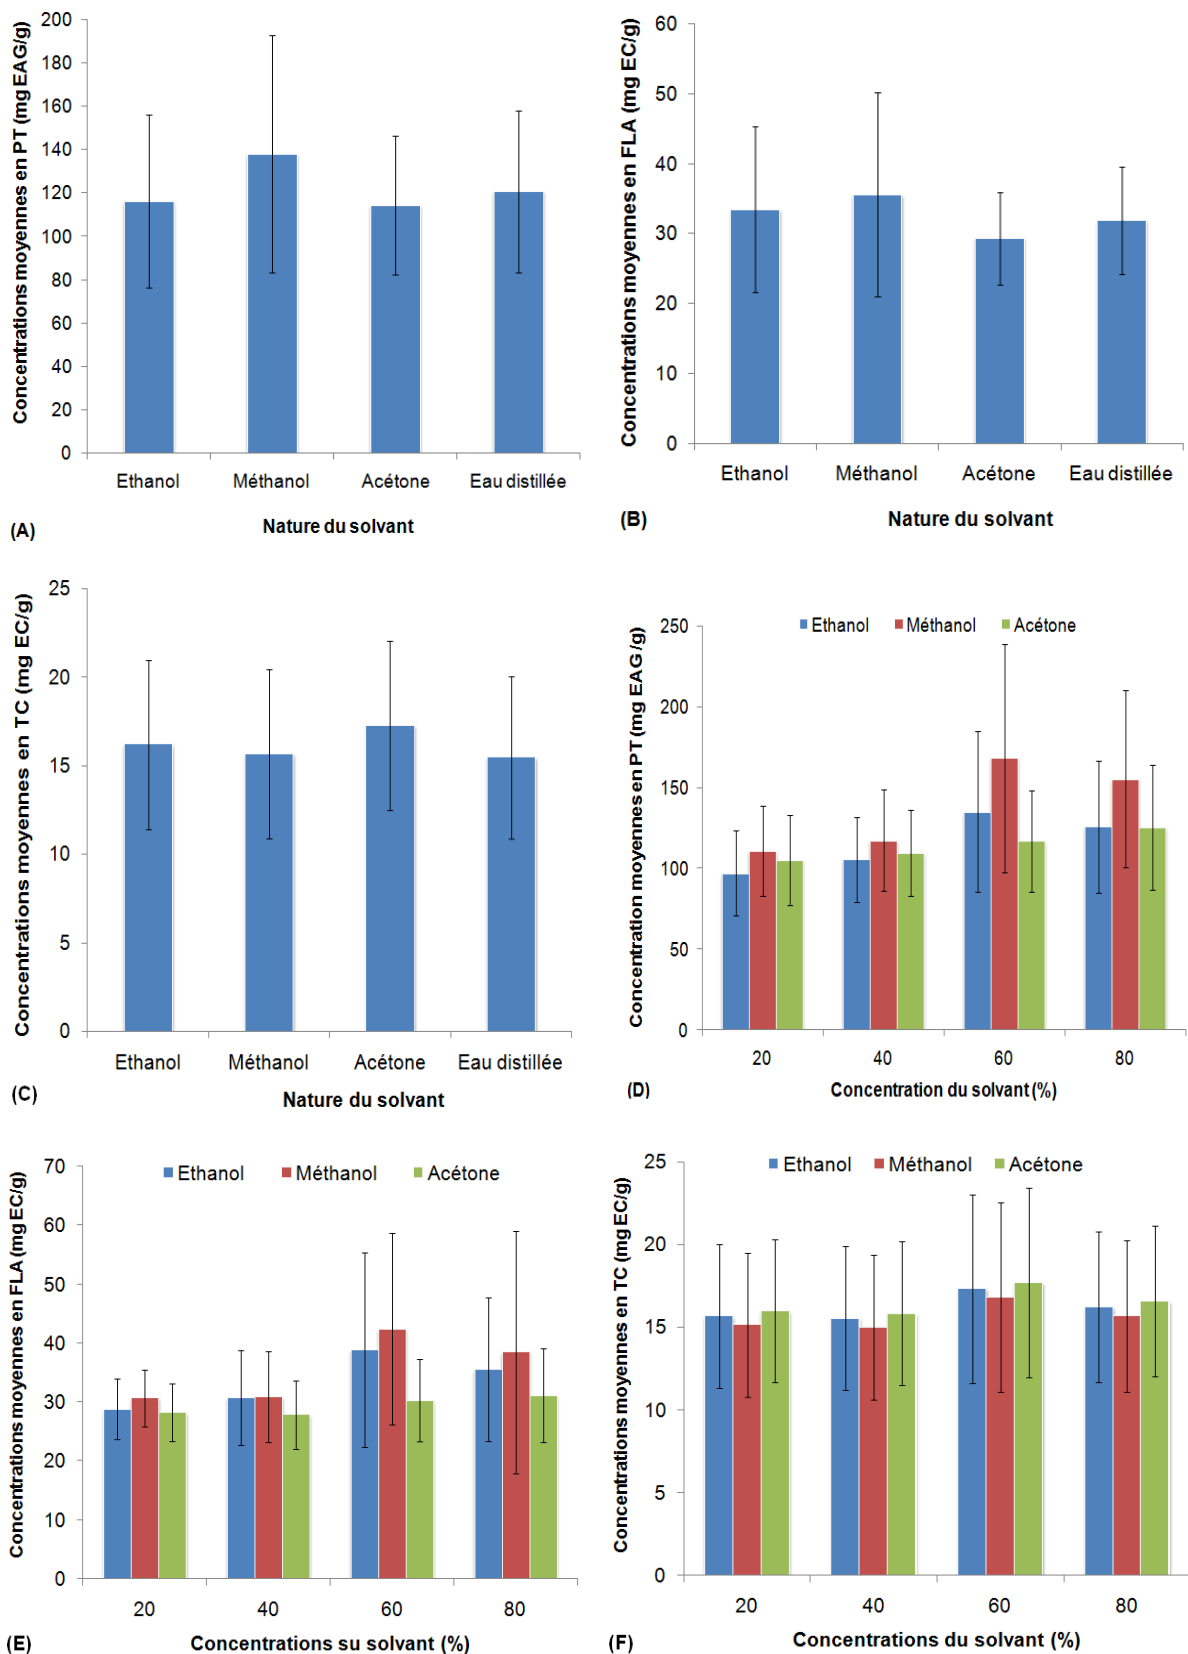 Concentrations moyennes en PT (mg EAG/g)
200
180
160
140
120
100
80
60
40
20
0
Ethanol Méthanol Acétone Eau distillée
Nature du solvant
(A)
Concentrations moyennes en FLA (mg EC/g)
60
50
40
30
20
10
0
Ethanol Méthanol Acétone Eau distillée
Nature du solvant
(B)
Concentrations moyennes en TC (mg EC/g)
25
20
15
10
5
0
Ethanol Méthanol Acétone Eau distillée
Nature du solvant
(C)
Concentration moyennes en PT (mg EAG /g)
Ethanol Méthanol Acétone
250
200
150
100
50
0
20 40 60 80
Concentration du solvant (%)
(D)
Concentrations moyennes en FLA (mg EC/g)
Ethanol Méthanol Acétone
70
60
50
40
30
20
10
0
20 40 60 80
Concentrations su solvant (%)
(E)
Concentrations moyennes en TC (mg EC/g)
Ethanol Méthanol Acétone
25
20
15
10
5
0
20 40 60 80
Concentrations du solvant (%)
(F)